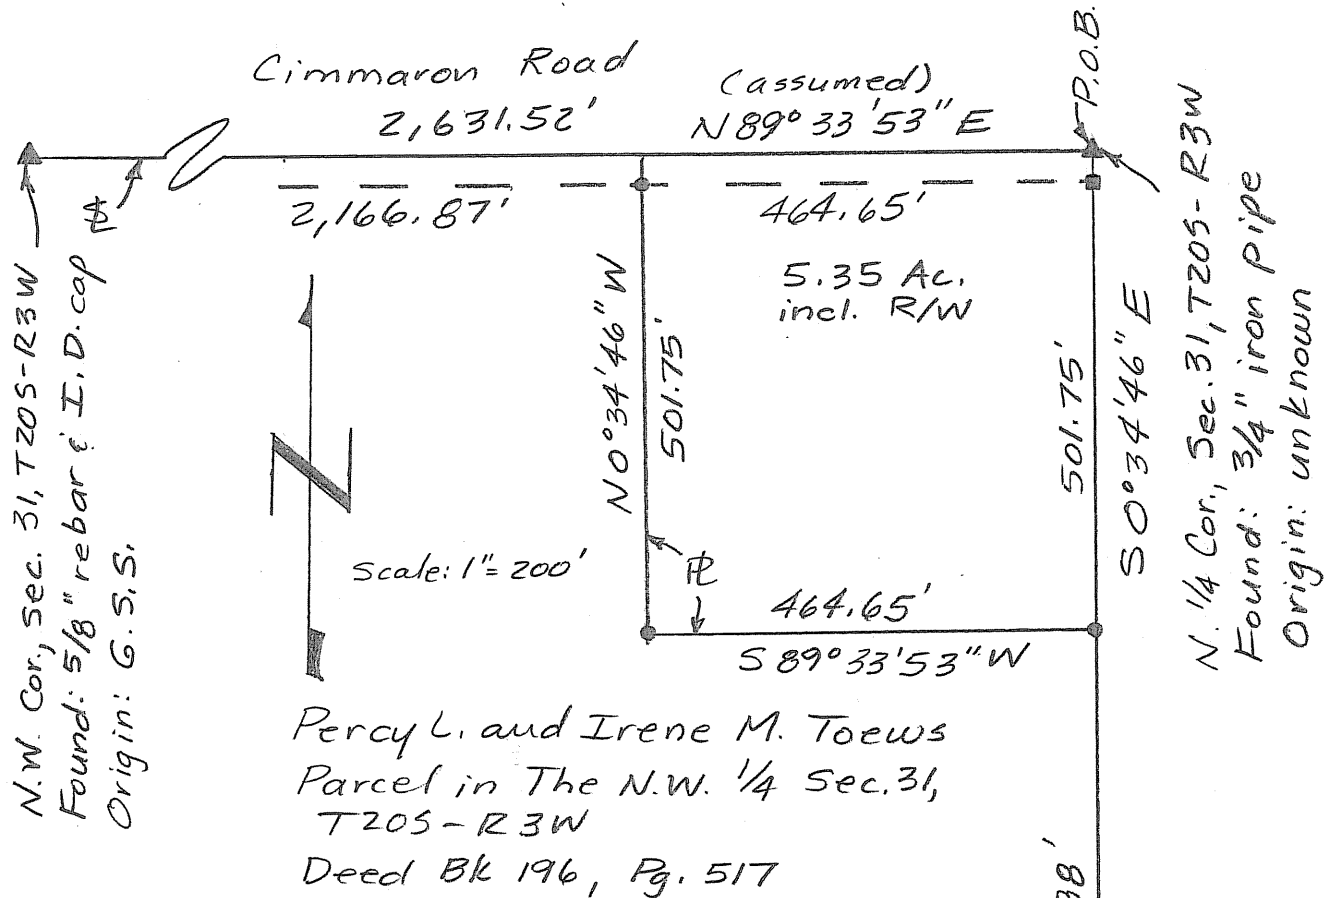 Cimmaron Road
(assumed)
2,631.52'
N 89° 33' 53" E
P.O.B.
2,166.87'
464.65'
5.35 Ac.
incl. R/W
N 0° 34' 46" W
501.75'
501.75'
S 0° 34' 46" E
Scale: 1" = 200'
PL
464.65'
S 89° 33' 53" W
N.W. Cor., Sec. 31, T20S-R3W
Found: 5/8" rebar & I.D. cap
Origin: G.S.S.
N. 1/4 Cor., Sec. 31, T20S-R3W
Found: 3/4" iron pipe
Origin: unknown
Percy L. and Irene M. Toews
Parcel in The N.W. 1/4 Sec. 31,
T20S-R3W
Deed Bk 196, Pg. 517
38'